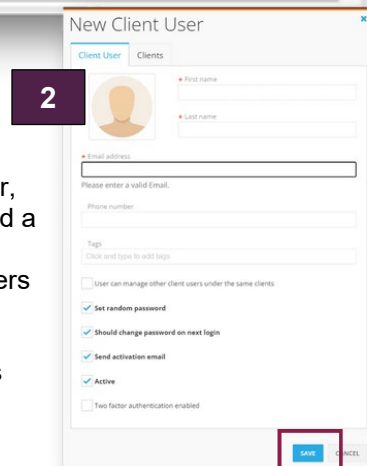 New Client User
×
Client User
Clients
2
* First name
* Last name
* Email address
Please enter a valid Email.
Phone number
Tags
Click and type to add tags
User can manage other client users under the same clients
Set random password
Should change password on next login
Send activation email
Active
Two factor authentication enabled
SAVE
CANCEL
r,
d a
ers
s